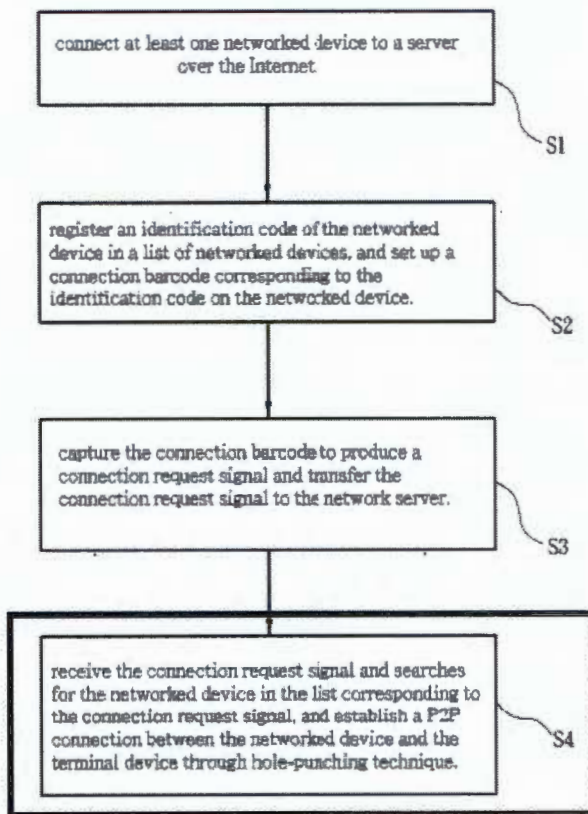 connect at least one networked device to a server
over the Internet
S1
register an identification code of the networked
device in a list of networked devices, and set up a
connection barcode corresponding to the
identification code on the networked device.
S2
capture the connection barcode to produce a
connection request signal and transfer the
connection request signal to the network server.
S3
receive the connection request signal and searches
for the networked device in the list corresponding to
the connection request signal, and establish a P2P
connection between the networked device and the
terminal device through hole-punching technique.
S4